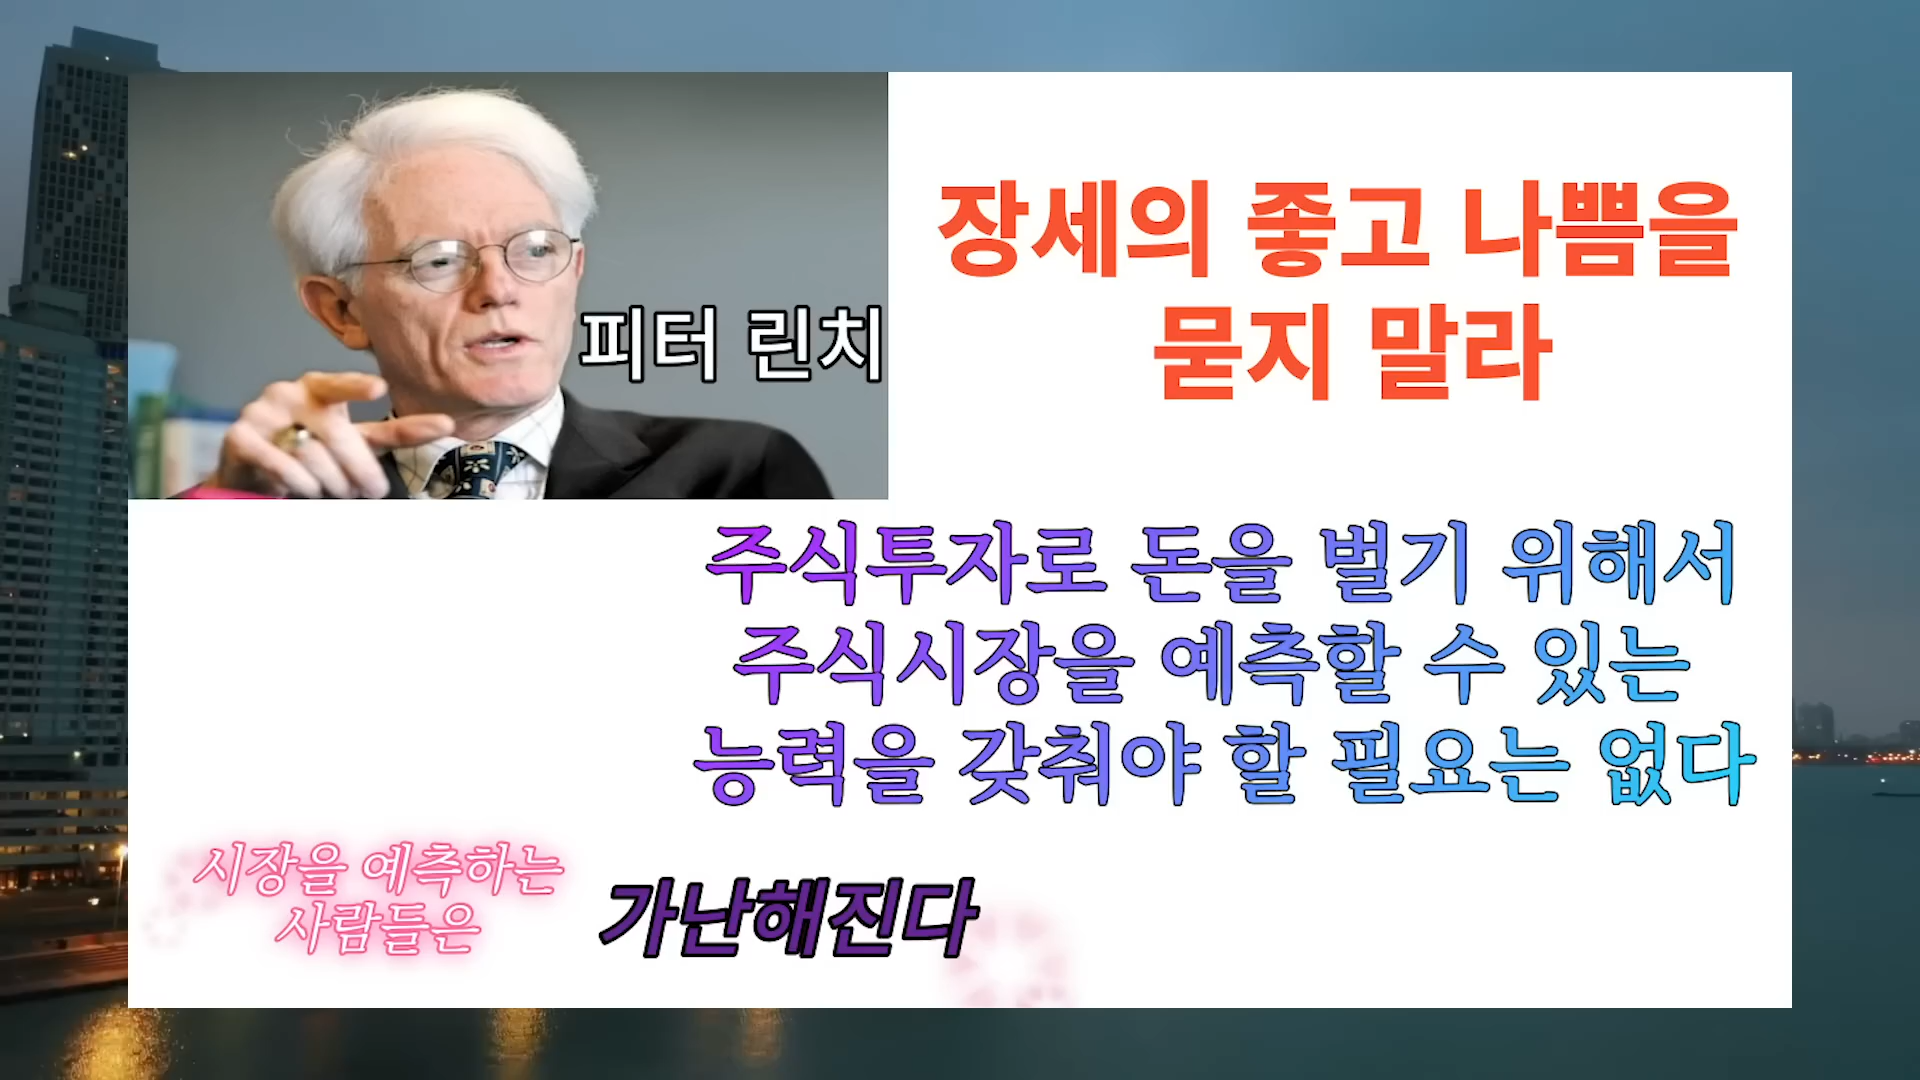 피터 린치
장세의 좋고 나쁨을
묻지 말라
주식투자로 돈을 벌기 위해서
주식시장을 예측할 수 있는
능력을 갖춰야 할 필요는 없다
시장을 예측하는
사람들은
가난해진다